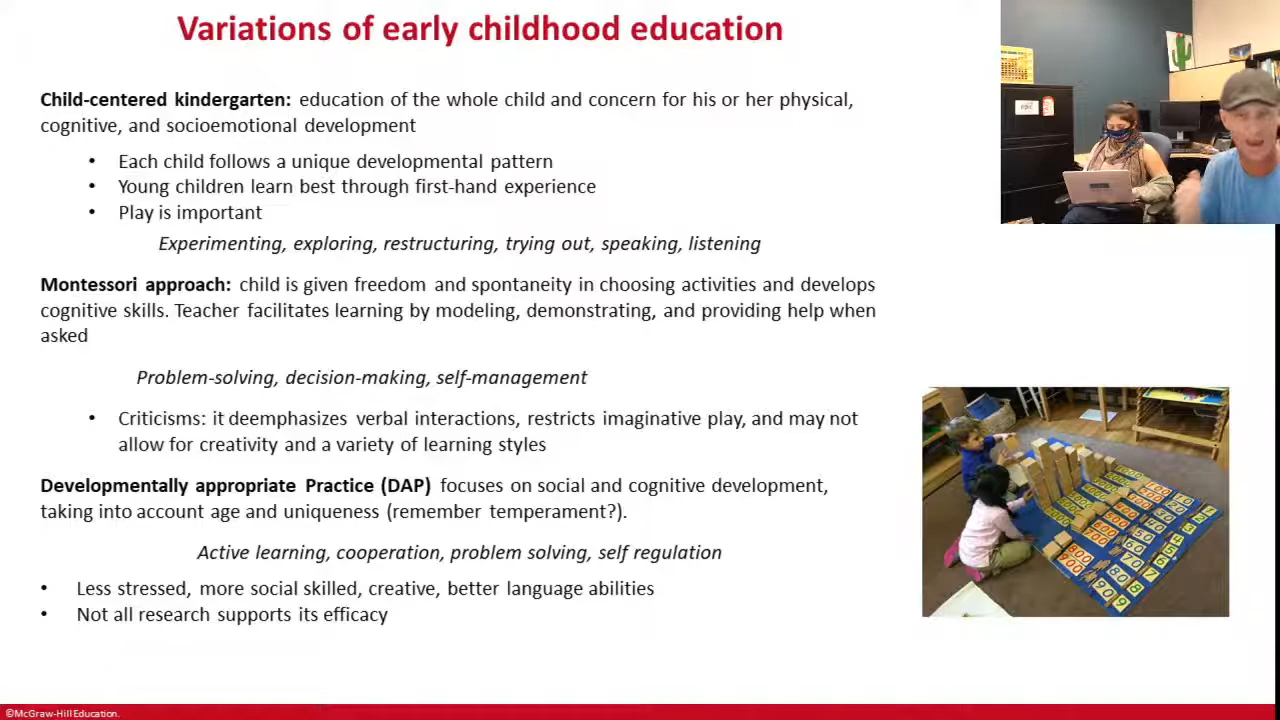 Variations of early childhood education
Child-centered kindergarten: education of the whole child and concern for his or her physical,
cognitive, and socioemotional development
• Each child follows a unique developmental pattern
• Young children learn best through first-hand experience
• Play is important
Experimenting, exploring, restructuring, trying out, speaking, listening
Montessori approach: child is given freedom and spontaneity in choosing activities and develops
cognitive skills. Teacher facilitates learning by modeling, demonstrating, and providing help when
asked
Problem-solving, decision-making, self-management
• Criticisms: it deemphasizes verbal interactions, restricts imaginative play, and may not
allow for creativity and a variety of learning styles
Developmentally appropriate Practice (DAP) focuses on social and cognitive development,
taking into account age and uniqueness (remember temperament?).
Active learning, cooperation, problem solving, self regulation
• Less stressed, more social skilled, creative, better language abilities
• Not all research supports its efficacy
©McGraw-Hill Education.